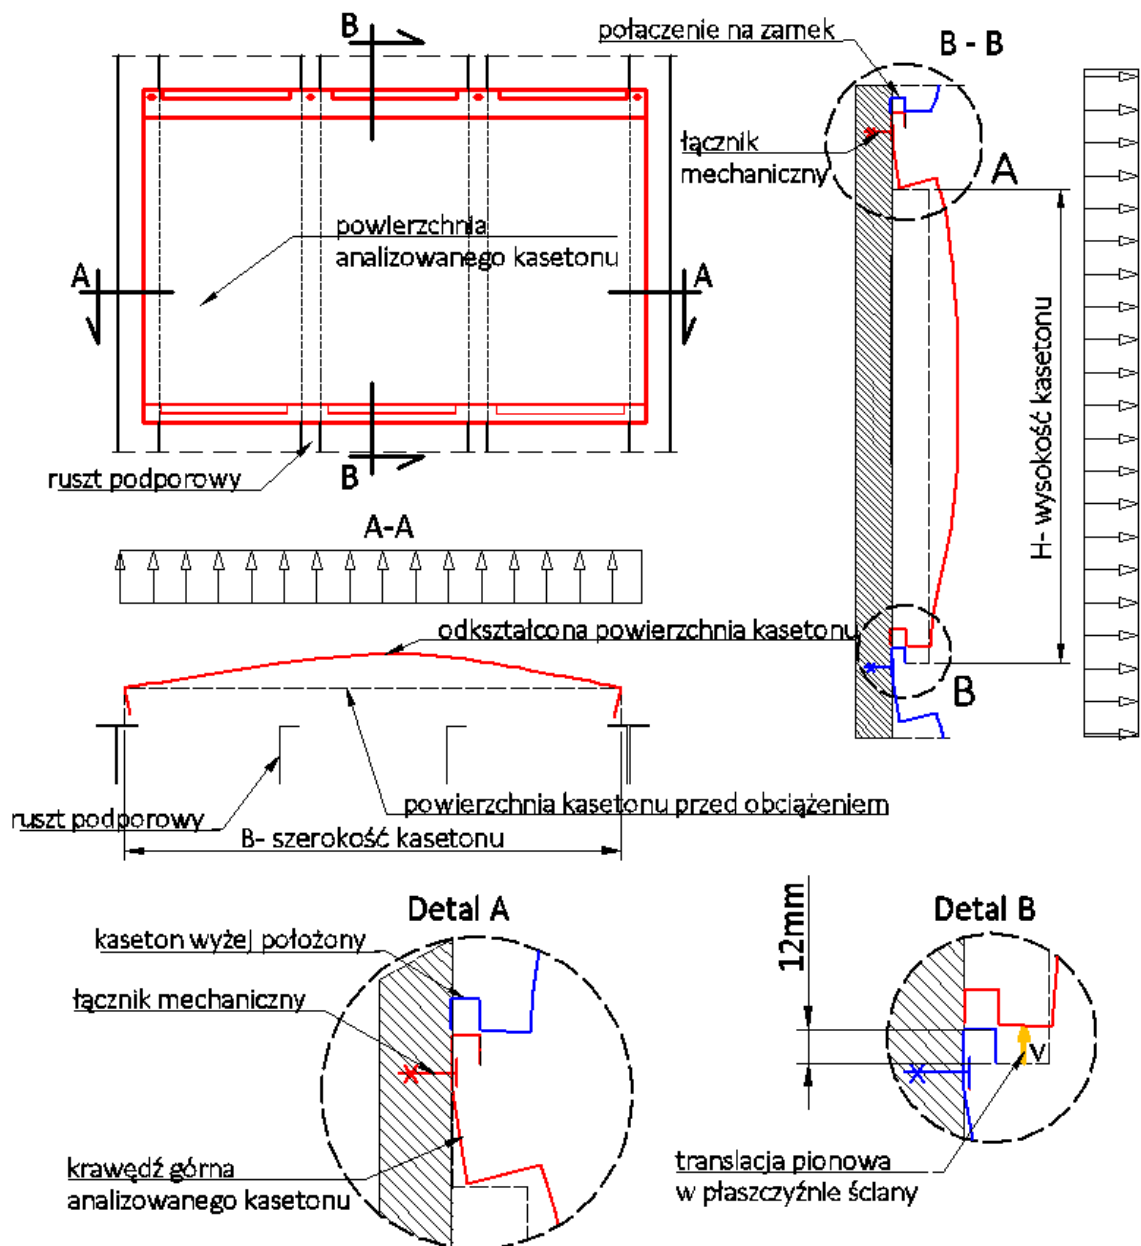 B
połaczenie na zamek
B - B
łącznik
mechaniczny
A
powierzchnia
analizowanego kasetonu
A
A
H- wysokość kasetonu
ruszt podporowy
B
A-A
odkształcona powierzchnia kasetonu
B
ruszt podporowy
powierzchnia kasetonu przed obciążeniem
B- szerokość kasetonu
Detal A
kaseton wyżej położony
łącznik mechaniczny
krawędź górna
analizowanego kasetonu
12mm
Detal B
v
translacja pionowa
w płaszczyźnie ściany